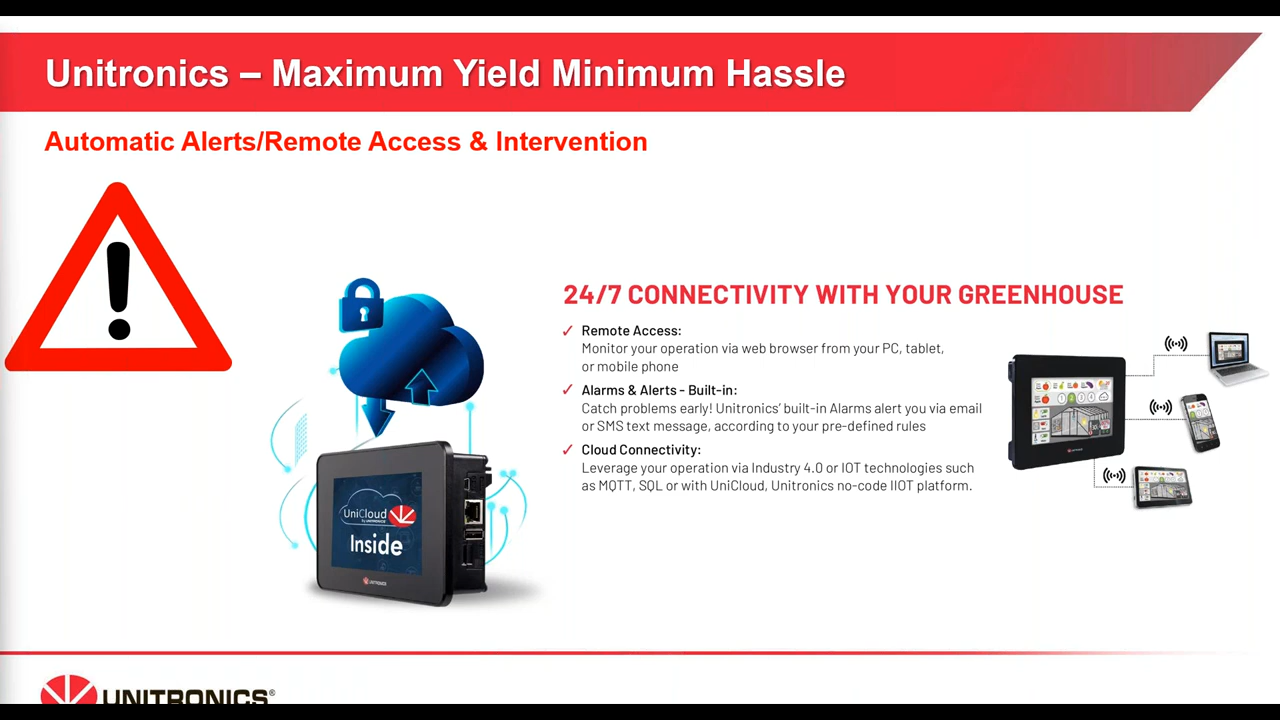 Unitronics – Maximum Yield Minimum Hassle
Automatic Alerts/Remote Access & Intervention
24/7 CONNECTIVITY WITH YOUR GREENHOUSE
✓ Remote Access:
Monitor your operation via web browser from your PC, tablet,
or mobile phone
✓ Alarms & Alerts - Built-in:
Catch problems early! Unitronics' built-in Alarms alert you via email
or SMS text message, according to your pre-defined rules
✓ Cloud Connectivity:
Leverage your operation via Industry 4.0 or IOT technologies such
as MQTT, SQL or with UniCloud, Unitronics no-code IIOT platform.
UniCloud
by UNITRONICS
Inside
UNITRONICS
UNITRONICS®